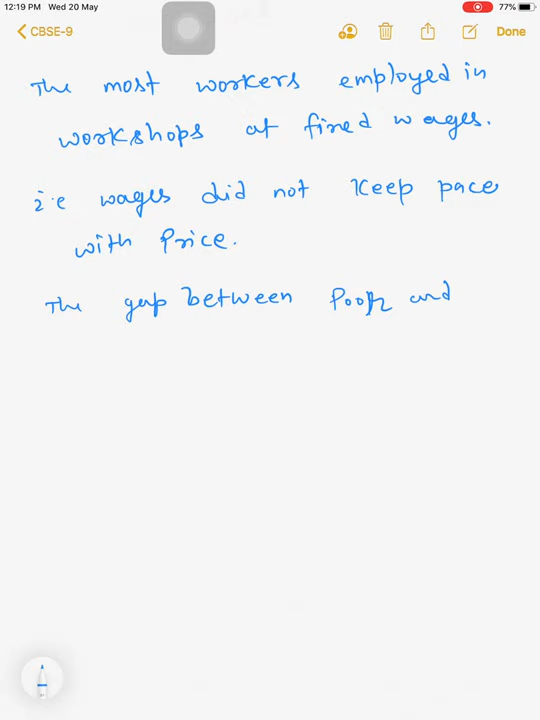 12:19 PM Wed 20 May 77%
CBSE-9 Done
The most workers employed in
workshops at fixed wages.
i.e wages did not keep pace
with Price.
The gap between Poor and